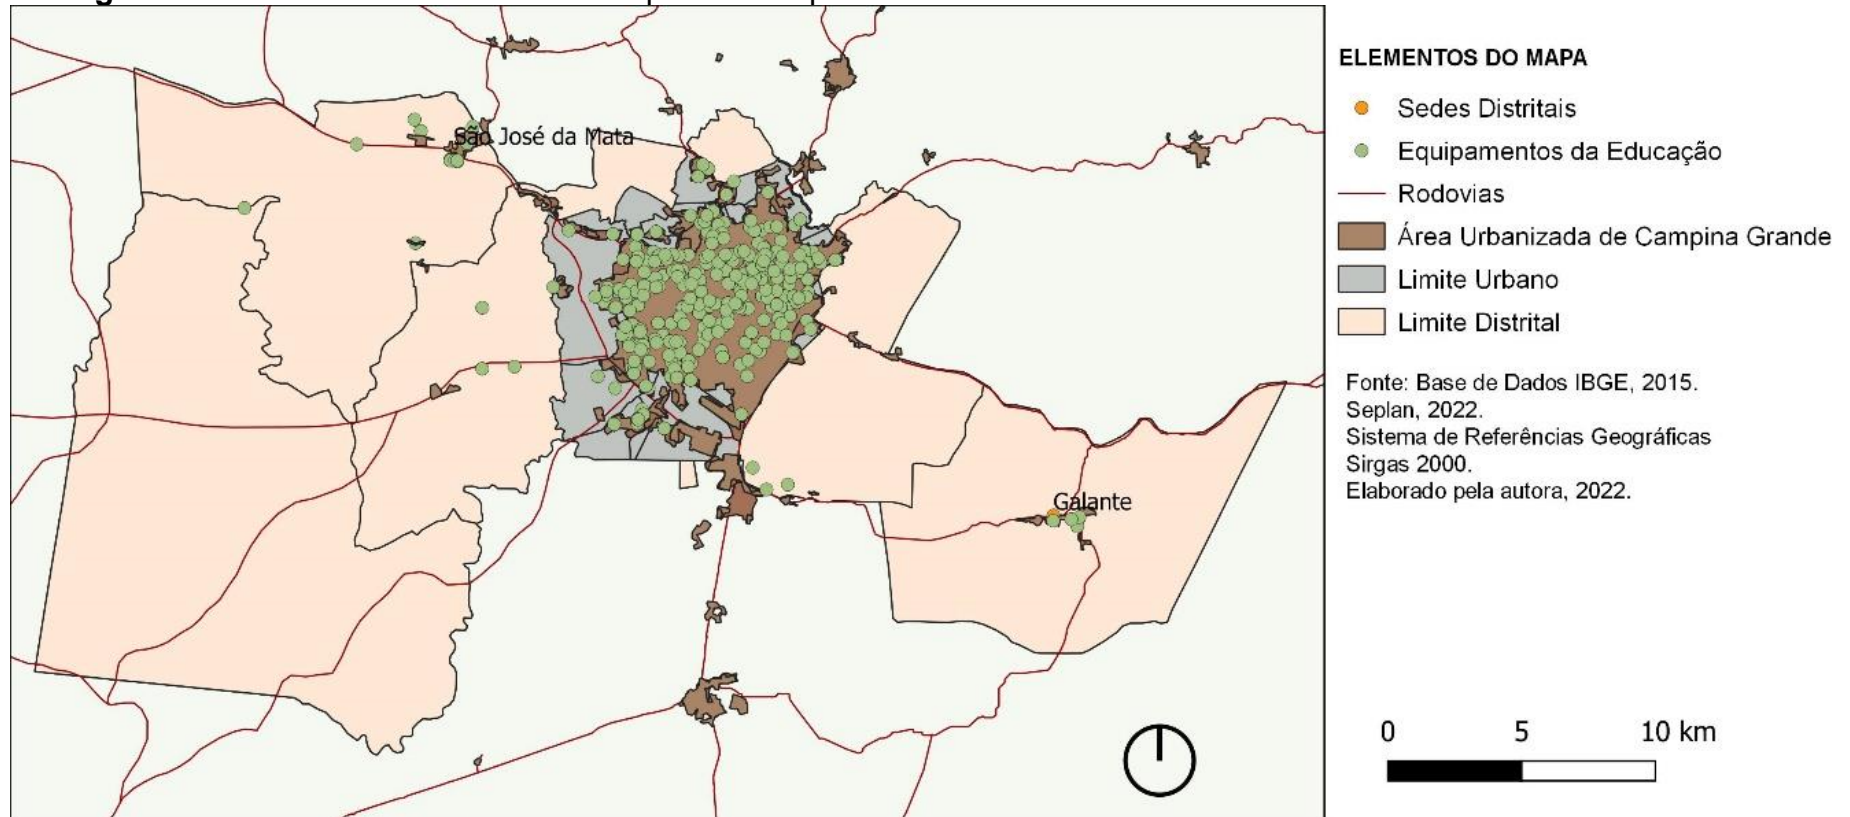 São José da Mata
Galante
ELEMENTOS DO MAPA
Sedes Distritais
Equipamentos da Educação
Rodovias
Área Urbanizada de Campina Grande
Limite Urbano
Limite Distrital
Fonte: Base de Dados IBGE, 2015.
Seplan, 2022.
Sistema de Referências Geográficas
Sirgas 2000.
Elaborado pela autora, 2022.
0 5 10 km